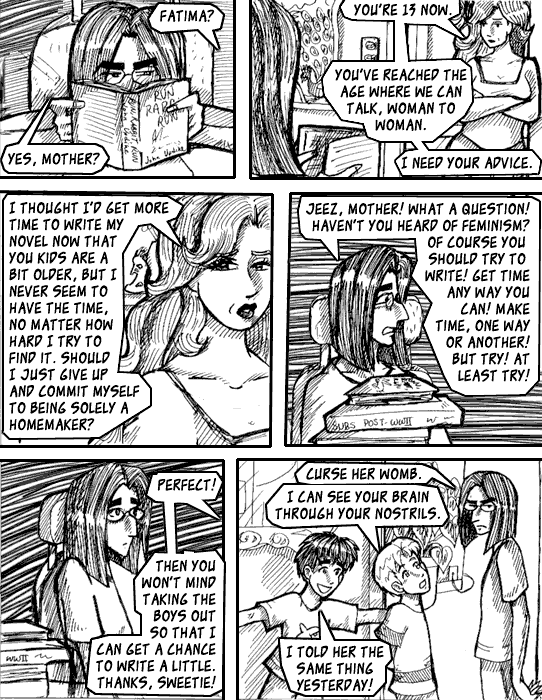 FATIMA?
RUN
RABBIT
RUN
John Updike
YES, MOTHER?
YOU'RE 13 NOW.
YOU'VE REACHED THE
AGE WHERE WE CAN
TALK, WOMAN TO
WOMAN.
I NEED YOUR ADVICE.
I THOUGHT I'D GET MORE
TIME TO WRITE MY
NOVEL NOW THAT
YOU KIDS ARE A
BIT OLDER, BUT I
NEVER SEEM TO
HAVE THE TIME,
NO MATTER HOW
HARD I TRY TO
FIND IT. SHOULD
I JUST GIVE UP
AND COMMIT MYSELF
TO BEING SOLELY A
HOMEMAKER?
JEEZ, MOTHER! WHAT A QUESTION!
HAVEN'T YOU HEARD OF FEMINISM?
OF COURSE YOU
SHOULD TRY TO
WRITE! GET TIME
ANY WAY YOU
CAN! MAKE
TIME, ONE WAY
OR ANOTHER!
BUT TRY! AT
LEAST TRY!
SUBS POST-WWII
PERFECT!
THEN YOU
WON'T MIND
TAKING THE
BOYS OUT
SO THAT I
CAN GET A CHANCE
TO WRITE A LITTLE.
THANKS, SWEETIE!
WWII
CURSE HER WOMB.
I CAN SEE YOUR BRAIN
THROUGH YOUR NOSTRILS.
I TOLD HER THE
SAME THING
YESTERDAY!